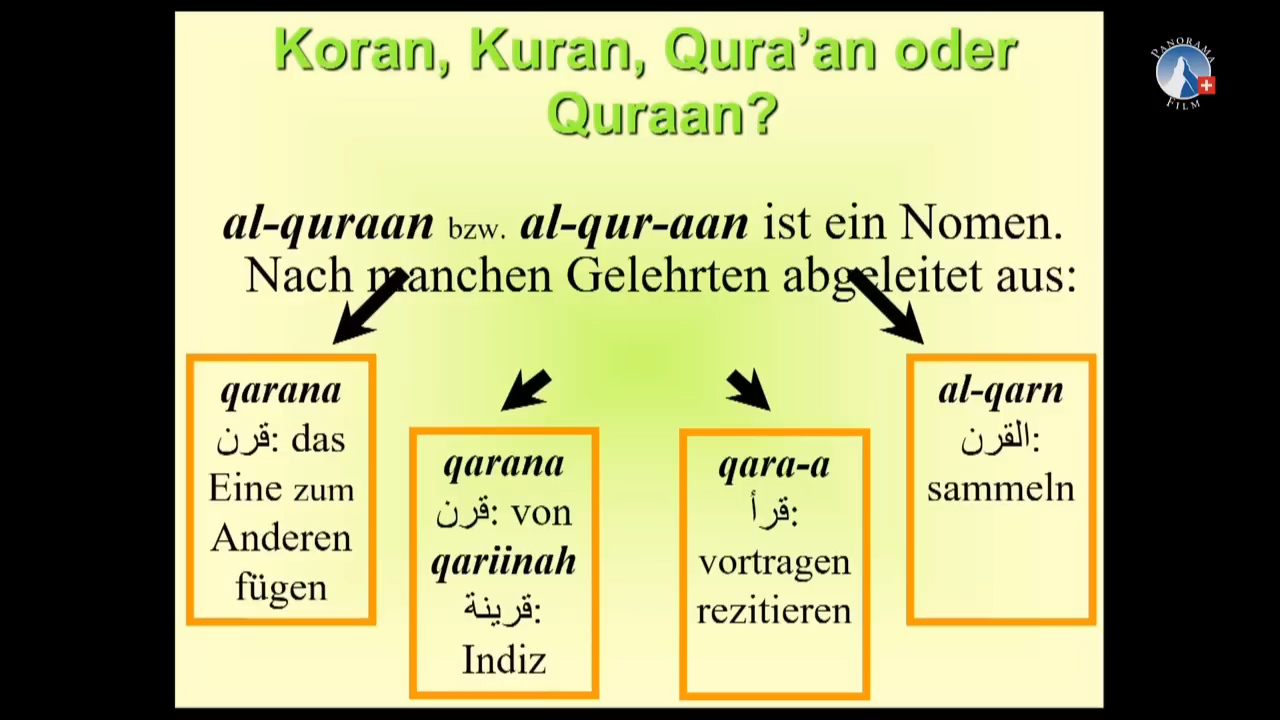 Koran, Kuran, Qura’an oder
Quraan?
al-quraan bzw. al-qur-aan ist ein Nomen.
Nach manchen Gelehrten abgeleitet aus:
qarana
قرن: das
Eine zum
Anderen
fügen
qarana
قرن: von
qariinah
قرينة:
Indiz
qara-a
قرأ:
vortragen
rezitieren
al-qarn
القرن:
sammeln
PANORAMA
FILM